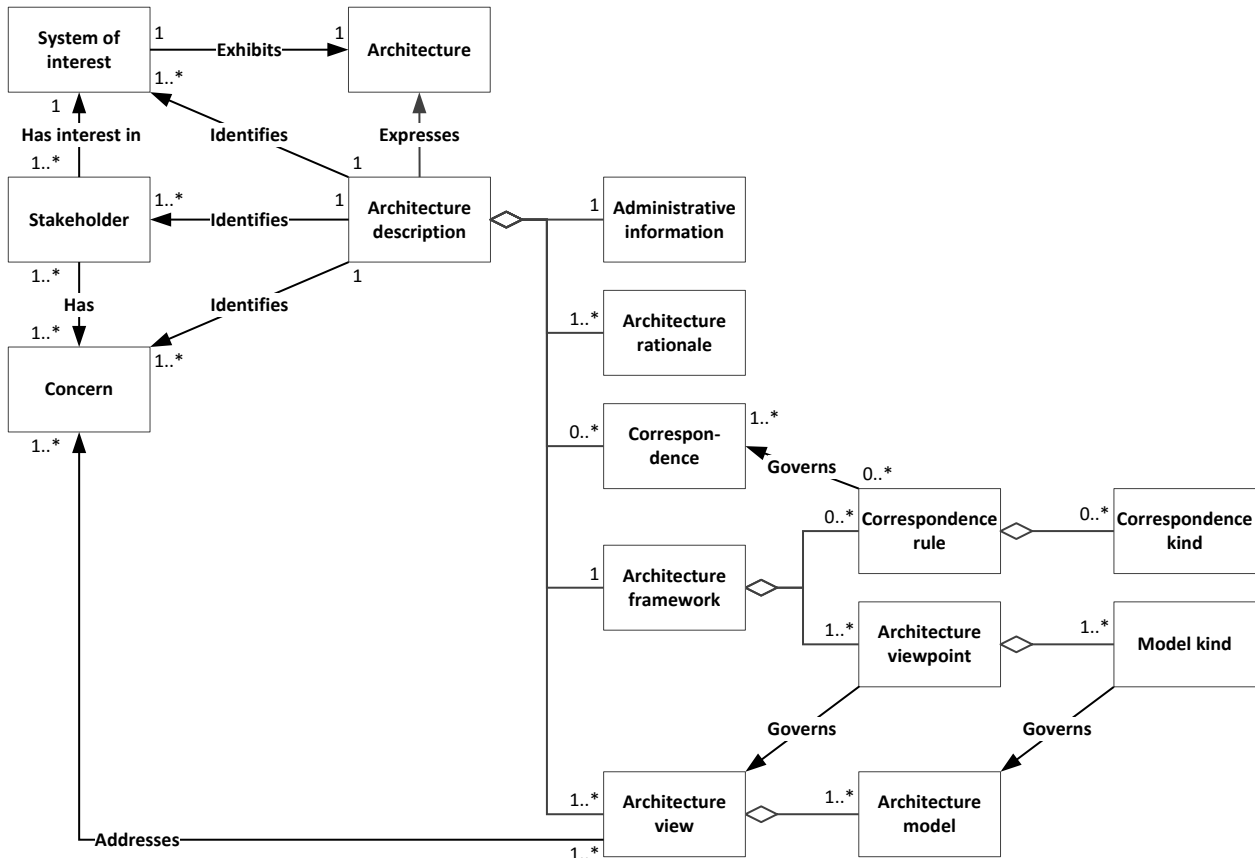 System of
interest
1
Exhibits
1
Architecture
1..*
1
Has interest in
1..*
Identifies
1
Expresses
Stakeholder
1..*
Identifies
1
Architecture
description
1
Administrative
information
1..*
Has
1..*
Identifies
1
1..*
Concern
1..*
1..*
Architecture
rationale
0..*
Correspon-
dence
1..*
Governs
0..*
0..*
Correspondence
rule
0..*
Correspondence
kind
1
Architecture
framework
1..*
Architecture
viewpoint
1..*
Model kind
Governs
Governs
1..*
Architecture
view
1..*
Architecture
model
Addresses
1..*